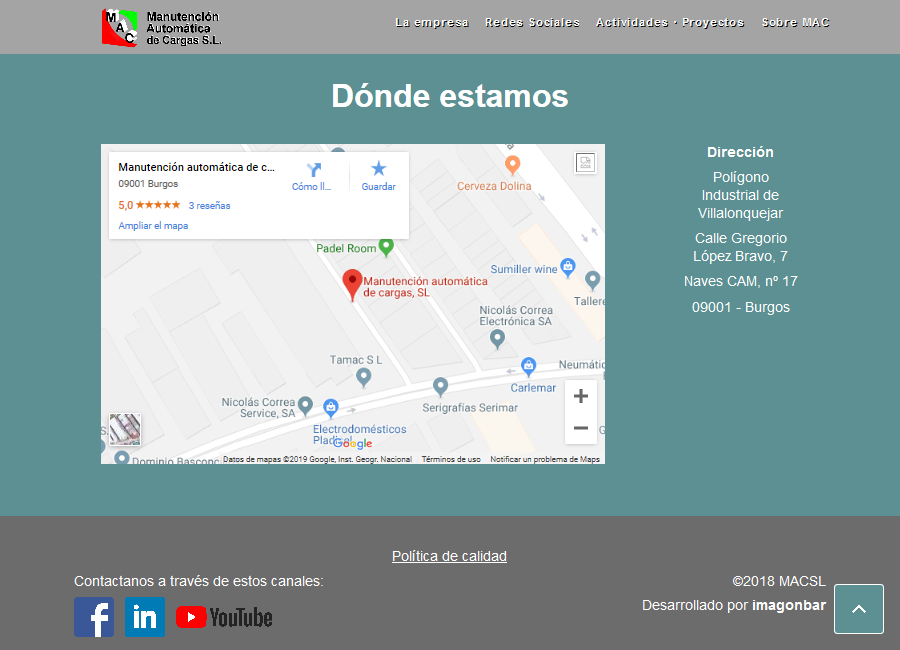 MAC
Manutención
Automática
de Cargas S.L.
La empresa
Redes Sociales
Actividades · Proyectos
Sobre MAC
Dónde estamos
Manutención automática de c...
09001 Burgos
5,0 ★★★★★ 3 reseñas
Ampliar el mapa
Cómo ll...
Guardar
Cerveza Dolina
Padel Room
Sumiller wine
Manutención automática
de cargas, SL
Tallere
Nicolás Correa
Electrónica SA
Tamac S L
Neumátic
Carlemar
Nicolás Correa
Service, SA
Serigrafías Serimar
Electrodomésticos
Google
Dominio Basconc
Datos de mapas ©2019 Google, Inst. Geogr. Nacional
Términos de uso
Notificar un problema de Maps
Dirección
Polígono
Industrial de
Villalonquejar
Calle Gregorio
López Bravo, 7
Naves CAM, nº 17
09001 - Burgos
Política de calidad
Contactanos a través de estos canales:
f
in
YouTube
©2018 MACSL
Desarrollado por imagonbar